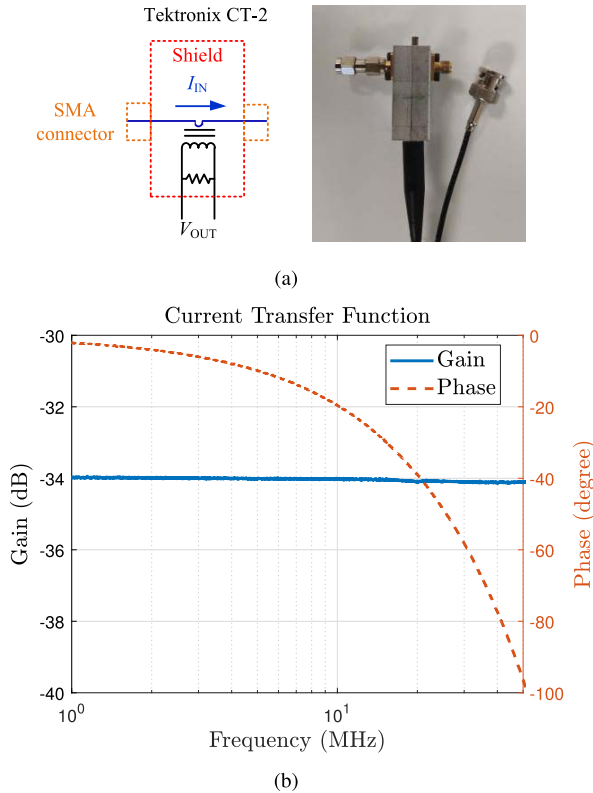 Tektronix CT-2
Shield
I_IN
SMA
connector
V_OUT
(a)
Current Transfer Function
-30
-32
-34
-36
-38
-40
0
-20
-40
-60
-80
-100
Gain
Phase
Gain (dB)
Phase (degree)
10^0
10^1
Frequency (MHz)
(b)